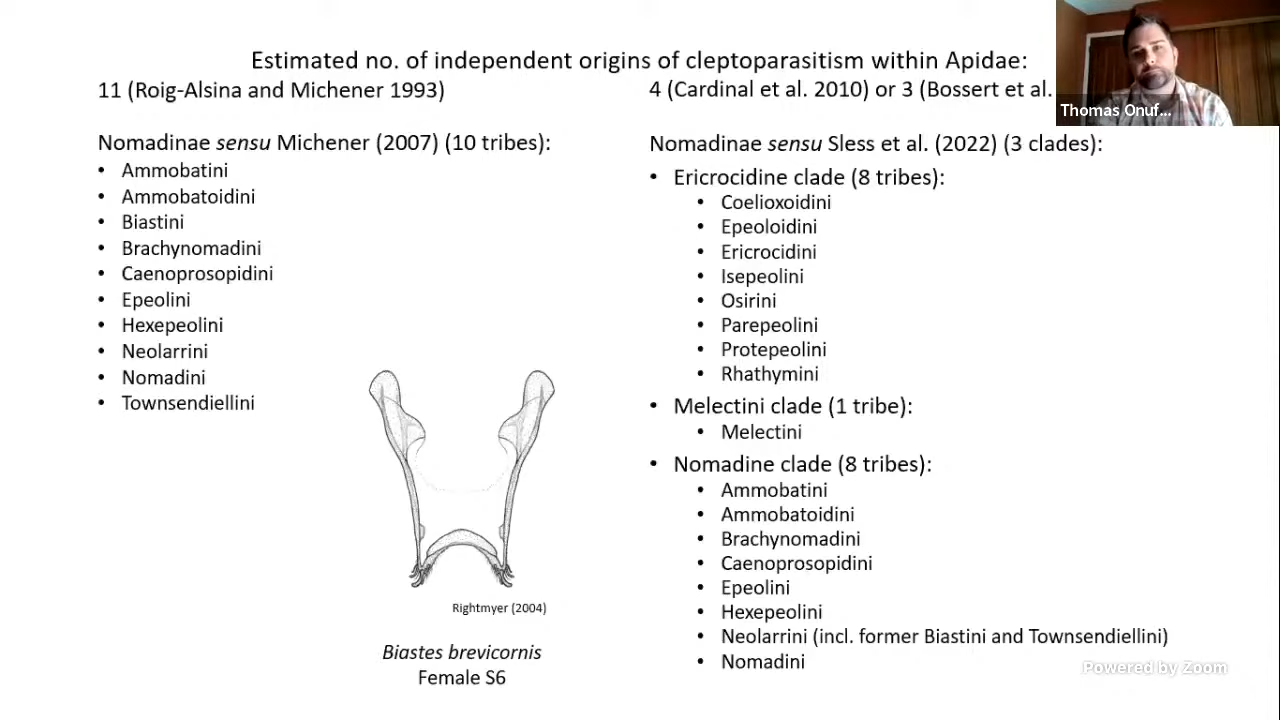 Estimated no. of independent origins of cleptoparasitism within Apidae:
11 (Roig-Alsina and Michener 1993)
4 (Cardinal et al. 2010) or 3 (Bossert et al.
Thomas Onuf...
Nomadinae sensu Michener (2007) (10 tribes):
• Ammobatini
• Ammobatoidini
• Biastini
• Brachynomadini
• Caenoprosopidini
• Epeolini
• Hexepeolini
• Neolarrini
• Nomadini
• Townsendiellini
Rightmyer (2004)
Biastes brevicornis
Female S6
Nomadinae sensu Sless et al. (2022) (3 clades):
• Ericrocidine clade (8 tribes):
• Coelioxoidini
• Epeoloidini
• Ericrocidini
• Isepeolini
• Osirini
• Parepeolini
• Protepeolini
• Rhathymini
• Melectini clade (1 tribe):
• Melectini
• Nomadine clade (8 tribes):
• Ammobatini
• Ammobatoidini
• Brachynomadini
• Caenoprosopidini
• Epeolini
• Hexepeolini
• Neolarrini (incl. former Biastini and Townsendiellini)
• Nomadini
Powered by Zoom